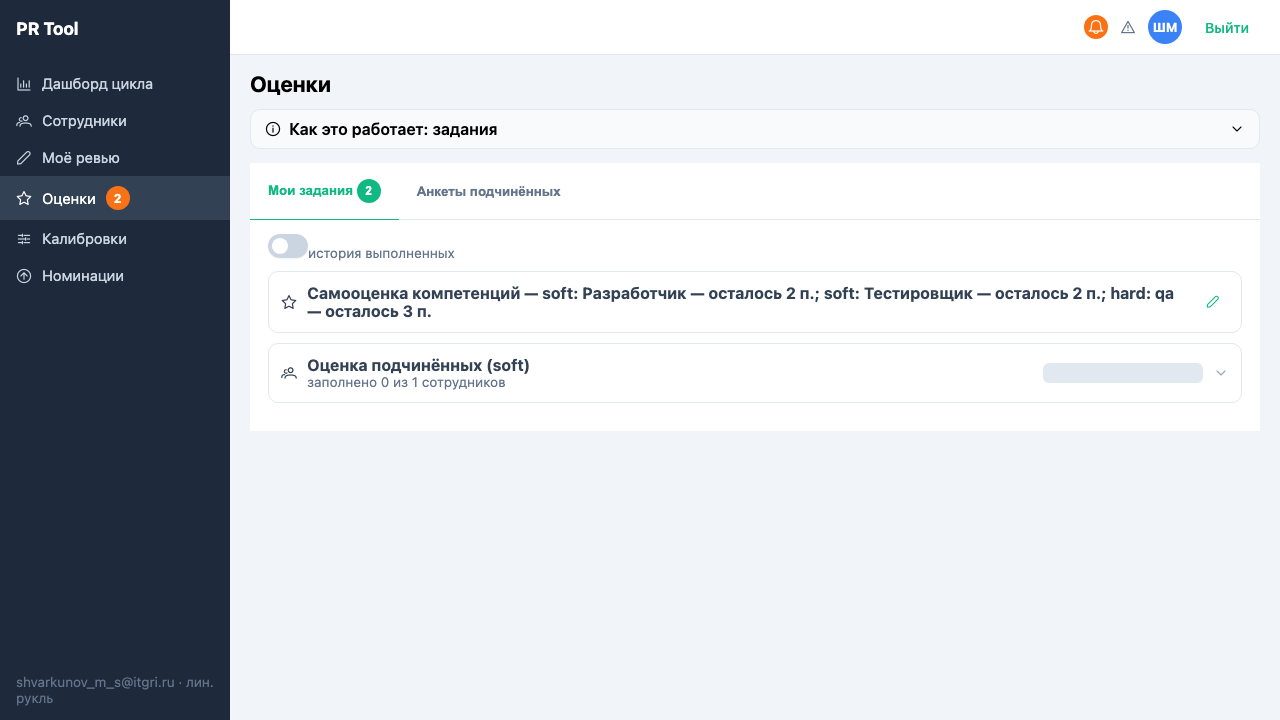 PR Tool
Дашборд цикла
Сотрудники
Моё ревью
Оценки 2
Калибровки
Номинации
shvarkunov_m_s@itgri.ru · лин.
рукль
ШМ
Выйти
Оценки
Как это работает: задания
Мои задания 2
Анкеты подчинённых
история выполненных
Самооценка компетенций — soft: Разработчик — осталось 2 п.; soft: Тестировщик — осталось 2 п.; hard: qa
— осталось 3 п.
Оценка подчинённых (soft)
заполнено 0 из 1 сотрудников